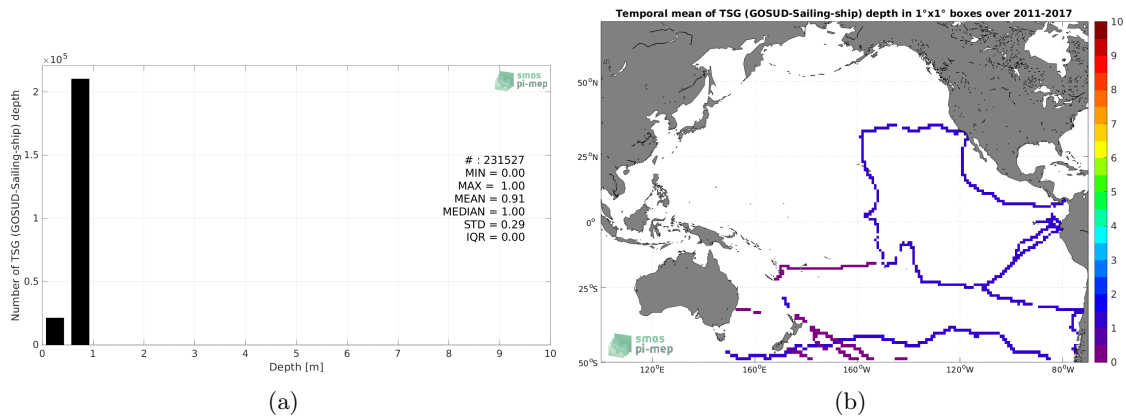 ×10⁵
2
1.5
1
0.5
0
Number of TSG (GOSUD-Sailing-ship) depth
smos
pi-mep
# : 231527
MIN = 0.00
MAX = 1.00
MEAN = 0.91
MEDIAN = 1.00
STD = 0.29
IQR = 0.00
0 1 2 3 4 5 6 7 8 9 10
Depth [m]
(a)
Temporal mean of TSG (GOSUD-Sailing-ship) depth in 1°x1° boxes over 2011-2017
50°N
25°N
0°
25°S
50°S
smos
pi-mep
120°E 160°E 160°W 120°W 80°W
10
9
8
7
6
5
4
3
2
1
0
(b)